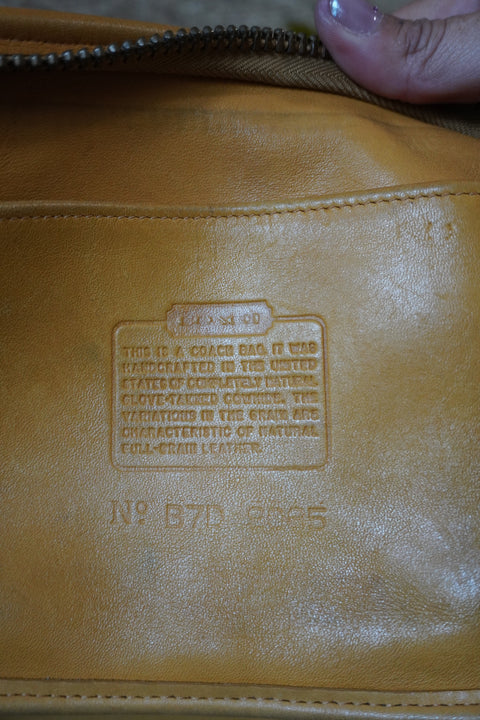 THIS IS A COACH BAG. IT WAS
HANDCRAFTED IN THE UNITED
STATES OF COMPLETELY NATURAL
GLOVE-TANNED COWHIDE. THE
VARIATIONS IN THE GRAIN ARE
CHARACTERISTIC OF NATURAL
FULL-GRAIN LEATHER.
Nº B7D